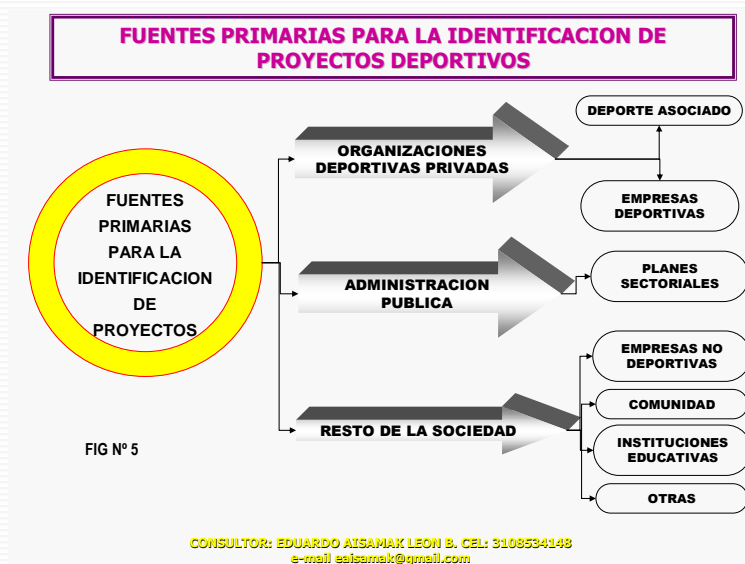 FUENTES PRIMARIAS PARA LA IDENTIFICACION DE
PROYECTOS DEPORTIVOS
FUENTES
PRIMARIAS
PARA LA
IDENTIFICACION
DE
PROYECTOS
ORGANIZACIONES
DEPORTIVAS PRIVADAS
DEPORTE ASOCIADO
EMPRESAS
DEPORTIVAS
ADMINISTRACION
PUBLICA
PLANES
SECTORIALES
RESTO DE LA SOCIEDAD
EMPRESAS NO
DEPORTIVAS
COMUNIDAD
INSTITUCIONES
EDUCATIVAS
OTRAS
FIG Nº 5
CONSULTOR: EDUARDO AISAMAK LEON B. CEL: 3108534148
e-mail eaisamak@gmail.com